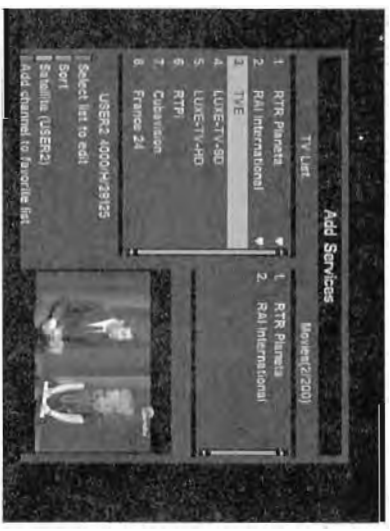 Add Services
TV List
Movies(2/200)
1. RTR Planeta
2. RAI International
3. TVE
4. LUXE-TV-SD
5. LUXE-TV-HD
6. RTPi
7. Cubavision
8. France 24
1. RTR Planeta
2. RAI International
USER2 4000/H/29125
Select list to edit
Sort
Satellite (USER2)
Add channel to favorite list